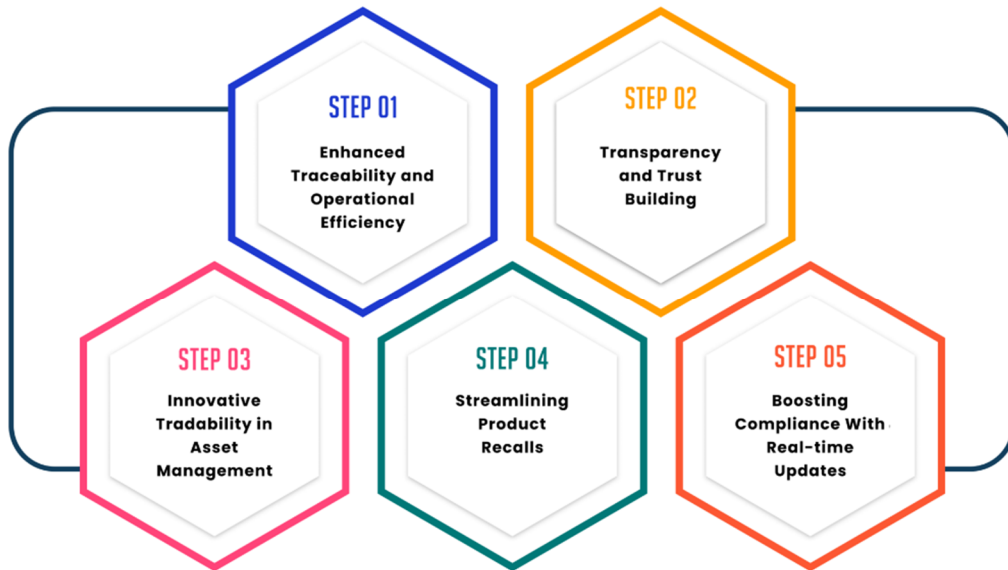 STEP 01
Enhanced
Traceability and
Operational
Efficiency
STEP 02
Transparency
and Trust
Building
STEP 03
Innovative
Tradability in
Asset
Management
STEP 04
Streamlining
Product
Recalls
STEP 05
Boosting
Compliance With
Real-time
Updates